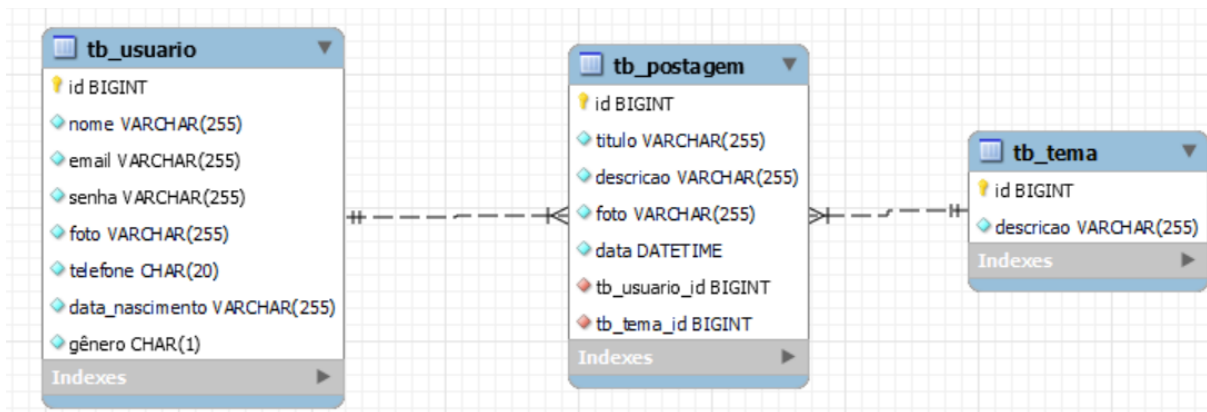 tb_usuario
id BIGINT
nome VARCHAR(255)
email VARCHAR(255)
senha VARCHAR(255)
foto VARCHAR(255)
telefone CHAR(20)
data_nascimento VARCHAR(255)
gênero CHAR(1)
Indexes
tb_postagem
id BIGINT
titulo VARCHAR(255)
descricao VARCHAR(255)
foto VARCHAR(255)
data DATETIME
tb_usuario_id BIGINT
tb_tema_id BIGINT
Indexes
tb_tema
id BIGINT
descricao VARCHAR(255)
Indexes